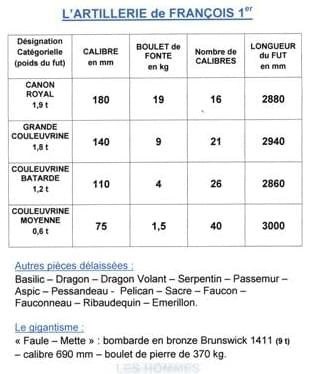 L'ARTILLERIE de FRANÇOIS 1er
Désignation
Catégorielle
(poids du fut)
CALIBRE
en mm
BOULET de
FONTE
en kg
Nombre de
CALIBRES
LONGUEUR
du FUT
en mm
CANON
ROYAL
1,9 t
180
19
16
2880
GRANDE
COULEUVRINE
1,8 t
140
9
21
2940
COULEUVRINE
BATARDE
1,2 t
110
4
26
2860
COULEUVRINE
MOYENNE
0,6 t
75
1,5
40
3000
Autres pièces délaissées :
Basilic – Dragon – Dragon Volant – Serpentin – Passemur –
Aspic – Pessandeau - Pelican – Sacre – Faucon –
Fauconneau – Ribaudequin – Emerillon.
Le gigantisme :
« Faule – Mette » : bombarde en bronze Brunswick 1411 (9 t)
– calibre 690 mm – boulet de pierre de 370 kg.
LES HOMMES